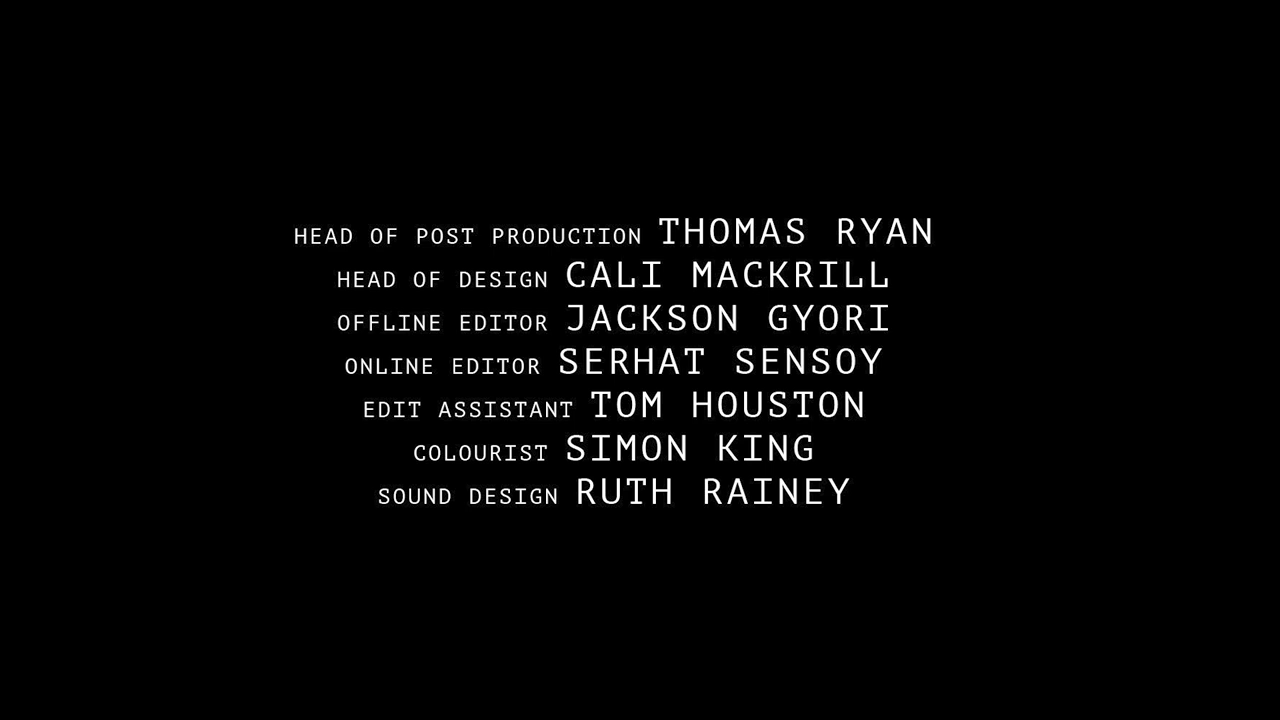 HEAD OF POST PRODUCTION THOMAS RYAN
HEAD OF DESIGN CALI MACKRILL
OFFLINE EDITOR JACKSON GYORI
ONLINE EDITOR SERHAT SENSOY
EDIT ASSISTANT TOM HOUSTON
COLOURIST SIMON KING
SOUND DESIGN RUTH RAINEY